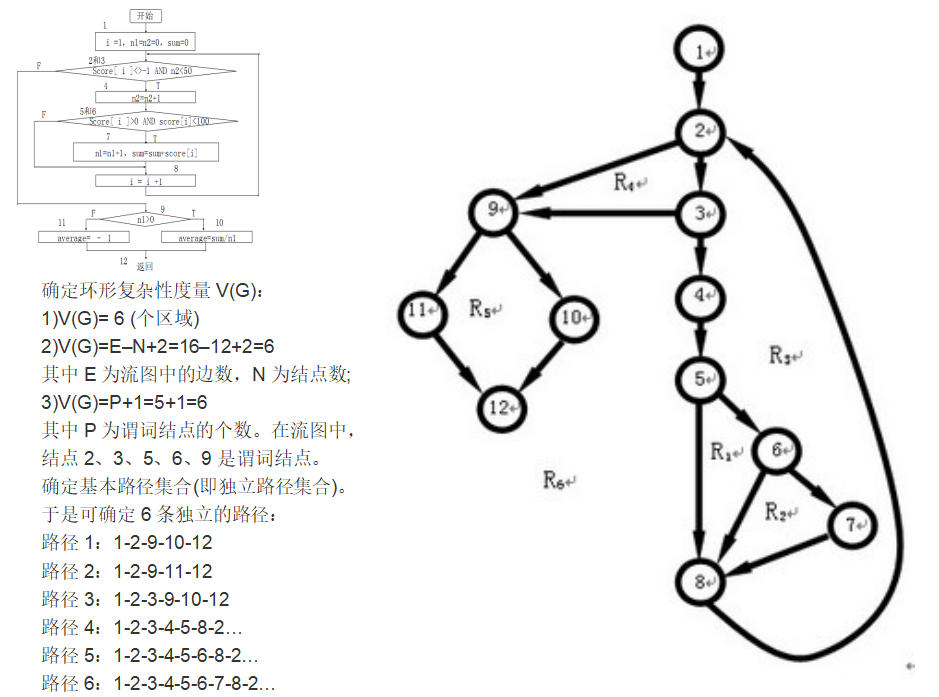 开始
1
i =1, n1=n2=0, sum=0
2和3
F
Score[ i ]<>-1 AND n2<50
4
T
n2=n2+1
5和6
F
Score[ i ]>0 AND score[i]<100
7
T
n1=n1+1, sum=sum+score[i]
8
i = i +1
9
F
n1>0
T
11
10
average= - 1
average=sum/n1
12
返回
确定环形复杂性度量 V(G)：
1)V(G)= 6 (个区域)
2)V(G)=E–N+2=16–12+2=6
其中 E 为流图中的边数，N 为结点数;
3)V(G)=P+1=5+1=6
其中 P 为谓词结点的个数。在流图中，
结点 2、3、5、6、9 是谓词结点。
确定基本路径集合(即独立路径集合)。
于是可确定 6 条独立的路径：
路径 1：1-2-9-10-12
路径 2：1-2-9-11-12
路径 3：1-2-3-9-10-12
路径 4：1-2-3-4-5-8-2…
路径 5：1-2-3-4-5-6-8-2…
路径 6：1-2-3-4-5-6-7-8-2…
1
2
R4
9
3
4
11
R5
10
R3
5
12
R1
6
R6
R2
7
8